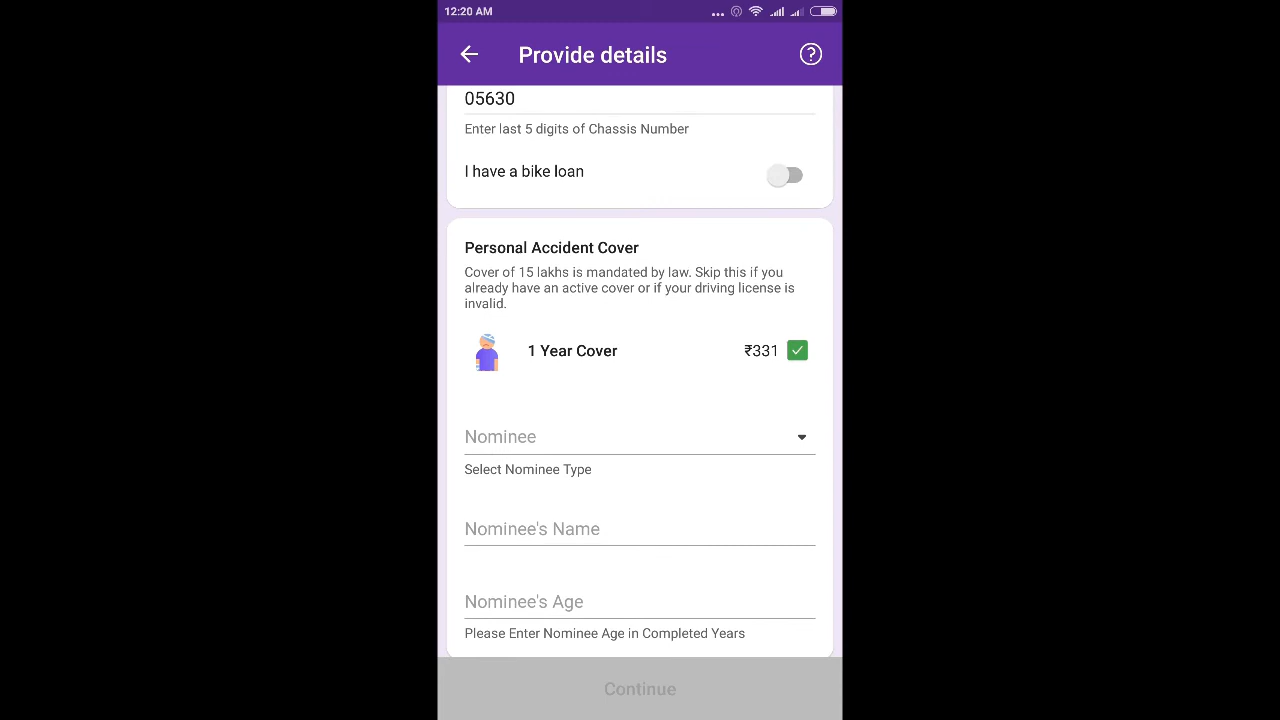 12:20 AM
Provide details
05630
Enter last 5 digits of Chassis Number
I have a bike loan
Personal Accident Cover
Cover of 15 lakhs is mandated by law. Skip this if you
already have an active cover or if your driving license is
invalid.
1 Year Cover ₹331
Nominee
Select Nominee Type
Nominee's Name
Nominee's Age
Please Enter Nominee Age in Completed Years
Continue